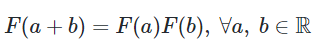 F(a + b) = F(a)F(b), ∀a, b ∈ ℝ